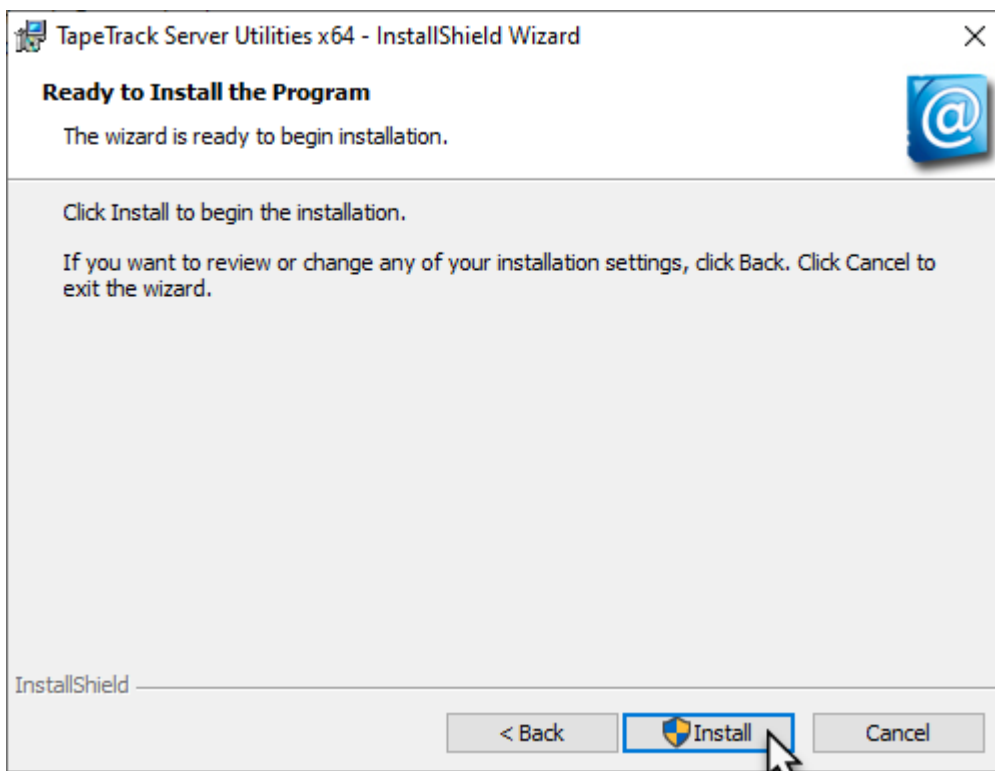 TapeTrack Server Utilities x64 - InstallShield Wizard
Ready to Install the Program
The wizard is ready to begin installation.
Click Install to begin the installation.
If you want to review or change any of your installation settings, click Back. Click Cancel to
exit the wizard.
InstallShield
< Back
Install
Cancel